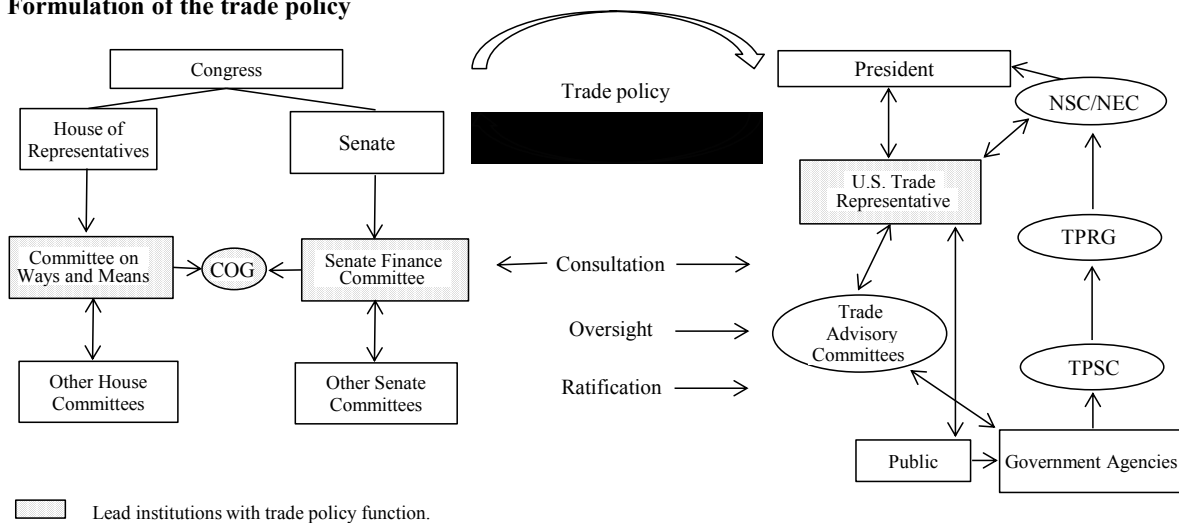 Formulation of the trade policy
Congress
House of
Representatives
Senate
Committee on
Ways and Means
COG
Senate Finance
Committee
Other House
Committees
Other Senate
Committees
Trade policy
Consultation
Oversight
Ratification
President
NSC/NEC
U.S. Trade
Representative
TPRG
Trade
Advisory
Committees
TPSC
Public
Government Agencies
Lead institutions with trade policy function.